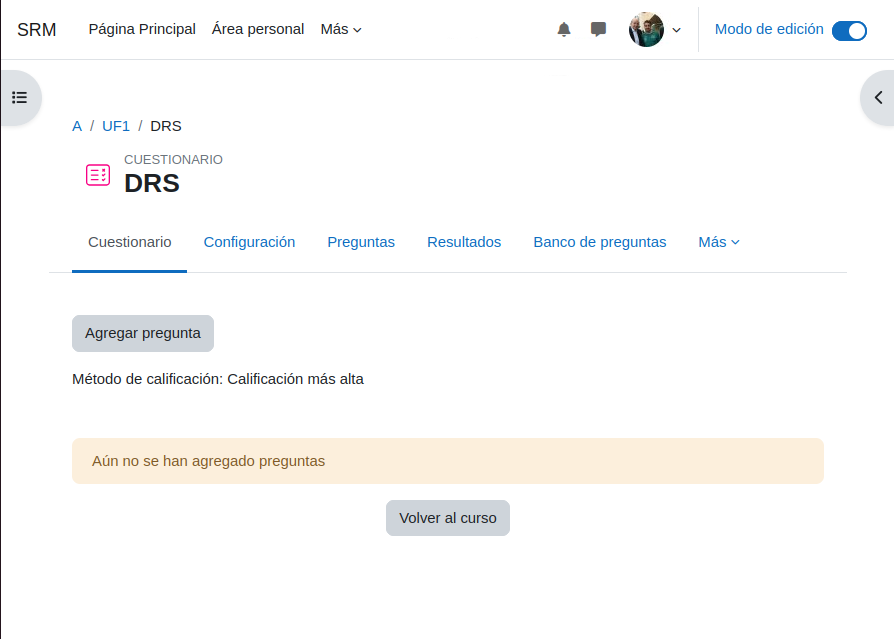 SRM Página Principal Área personal Más Modo de edición
A / UF1 / DRS
CUESTIONARIO
DRS
Cuestionario Configuración Preguntas Resultados Banco de preguntas Más
Agregar pregunta
Método de calificación: Calificación más alta
Aún no se han agregado preguntas
Volver al curso